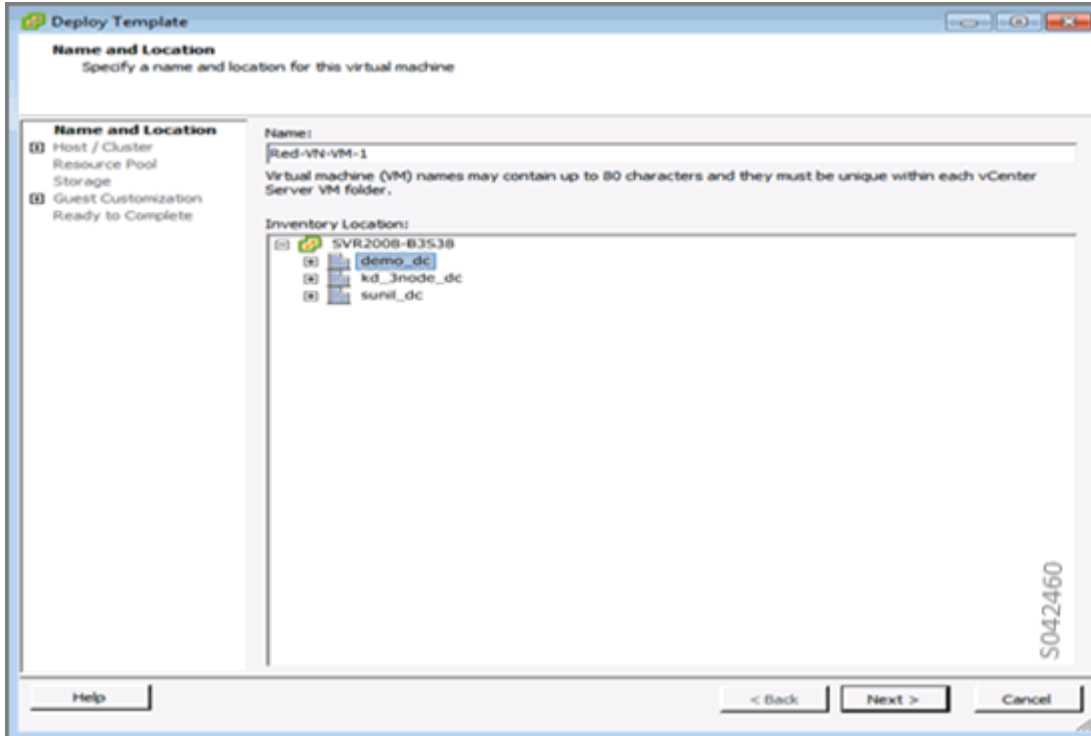 Deploy Template
Name and Location
Specify a name and location for this virtual machine
Name and Location
Host / Cluster
Resource Pool
Storage
Guest Customization
Ready to Complete
Name:
Red-VN-VM-1
Virtual machine (VM) names may contain up to 80 characters and they must be unique within each vCenter
Server VM folder.
Inventory Location:
SVR2008-B3S38
demo_dc
kd_3node_dc
sunil_dc
S042460
Help
< Back
Next >
Cancel